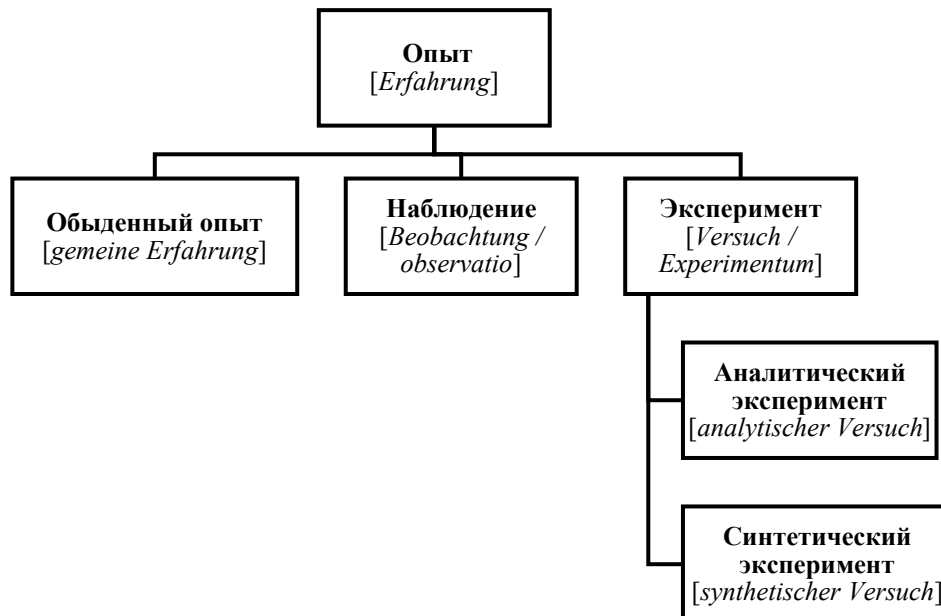 Опыт
[Erfahrung]
Обыденный опыт
[gemeine Erfahrung]
Наблюдение
[Beobachtung /
observatio]
Эксперимент
[Versuch /
Experimentum]
Аналитический
эксперимент
[analytischer Versuch]
Синтетический
эксперимент
[synthetischer Versuch]